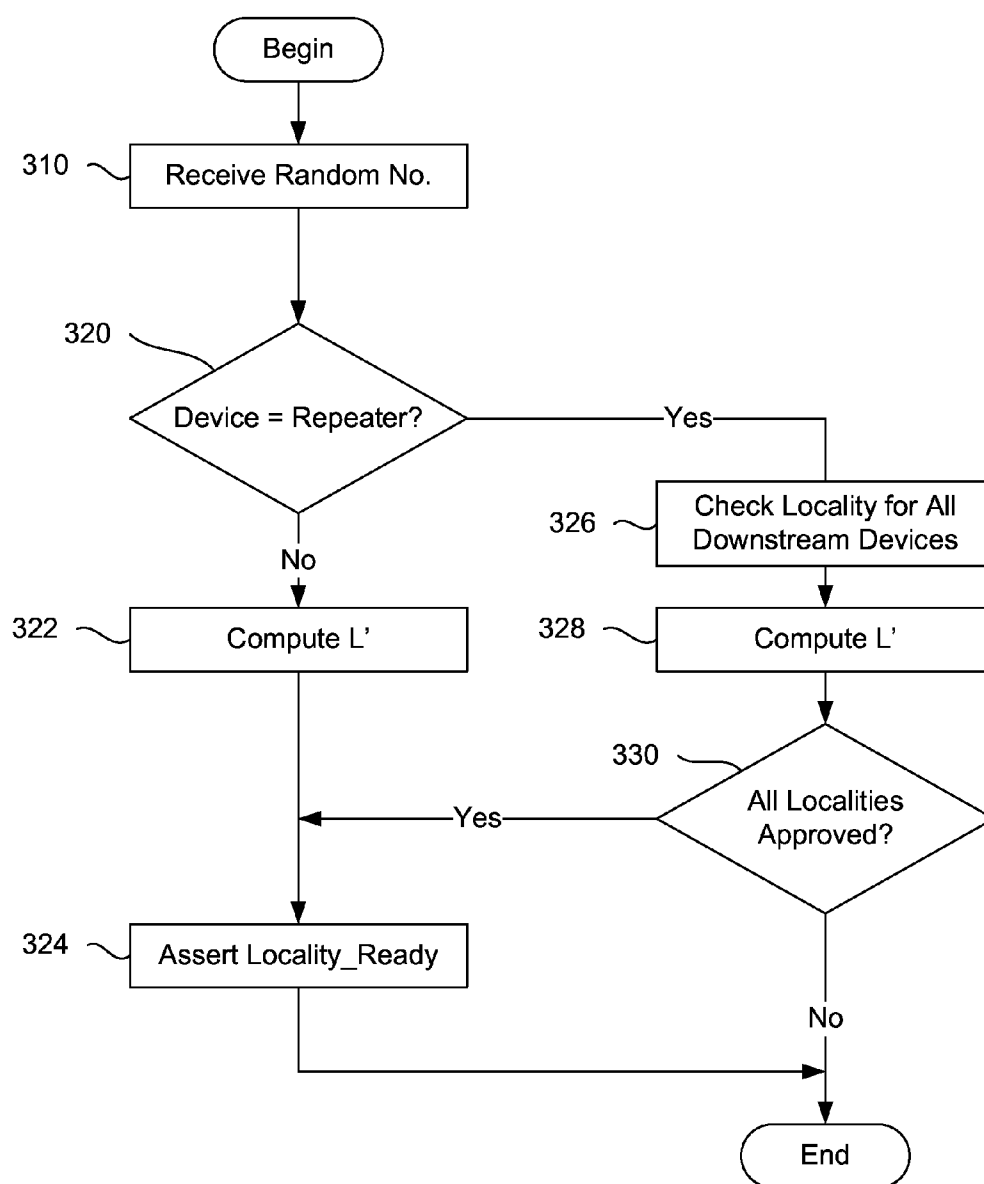 Begin
310
Receive Random No.
320
Device = Repeater?
Yes
326
Check Locality for All
Downstream Devices
No
322
Compute L’
328
Compute L’
330
All Localities
Approved?
Yes
324
Assert Locality_Ready
No
End